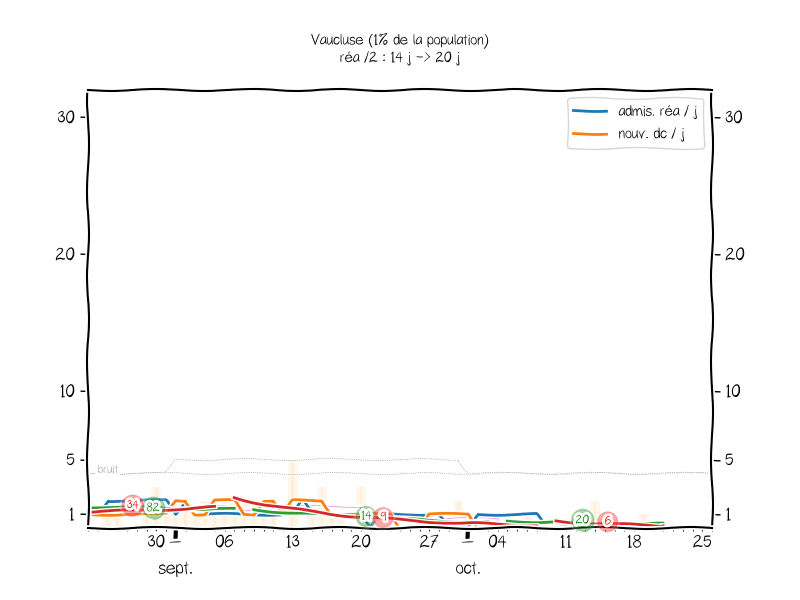 Vaucluse (1% de la population)
réa /2 : 14 j -> 20 j
admis. réa / j
nouv. dc / j
30 30
20 20
10 10
5 5
bruit
1 1
34 82 14 9 20 6
30 06 13 20 27 04 11 18 25
sept. oct.